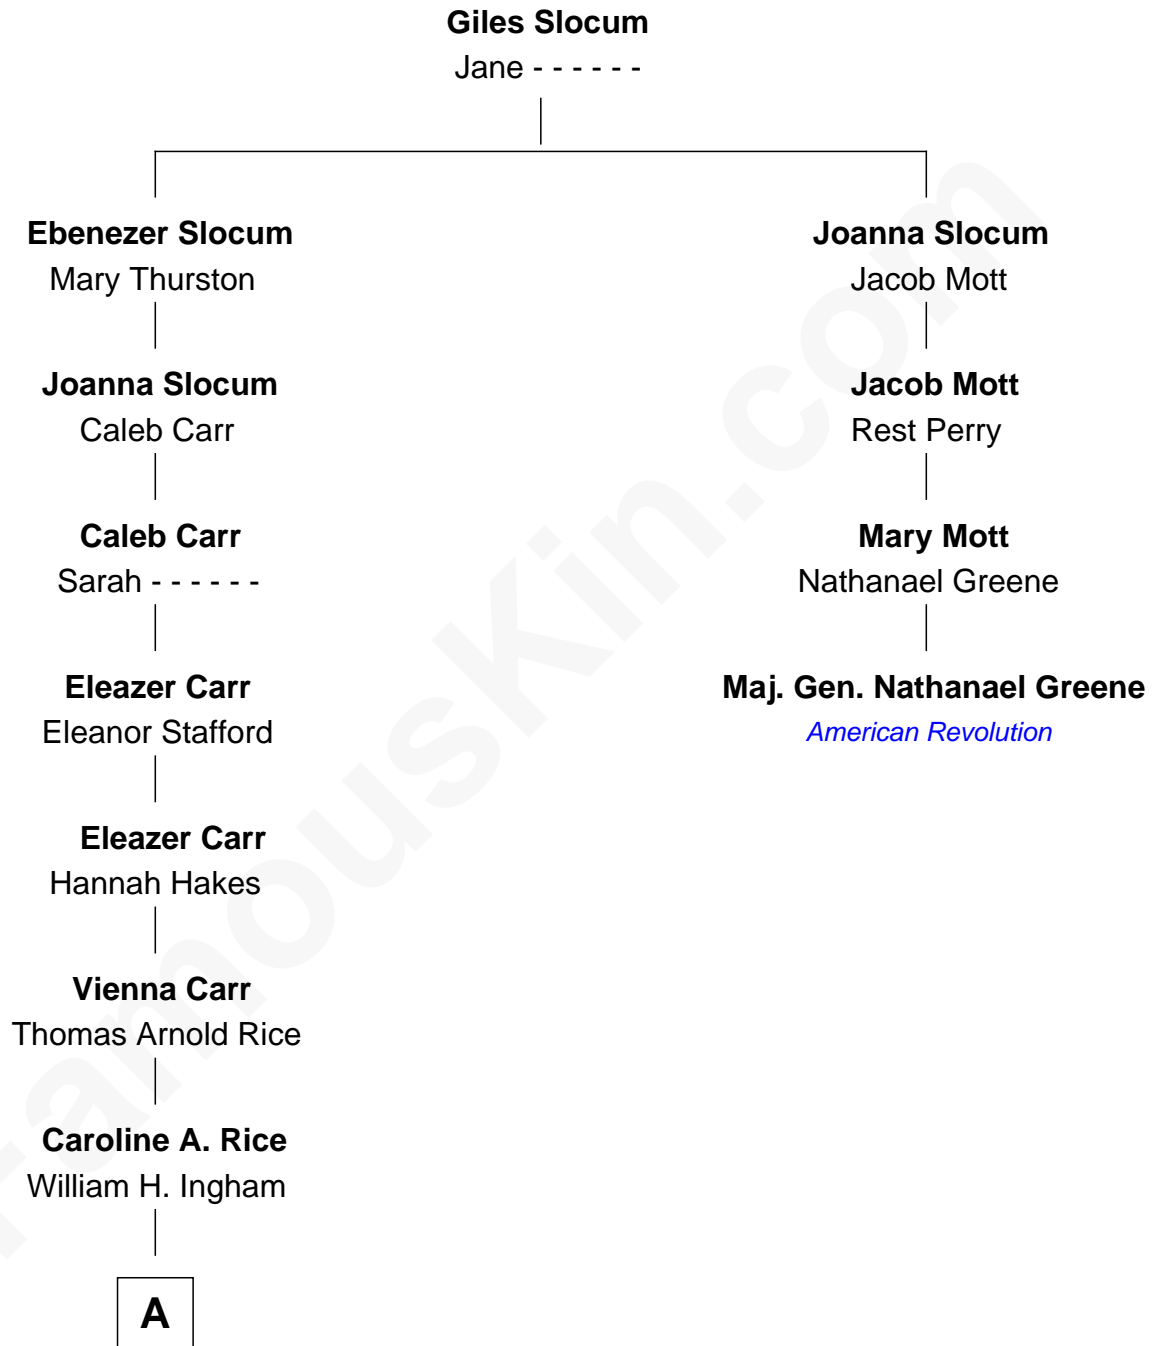 Giles Slocum
Jane - - - - - -
Ebenezer Slocum
Mary Thurston
Joanna Slocum
Jacob Mott
Joanna Slocum
Caleb Carr
Jacob Mott
Rest Perry
Caleb Carr
Sarah - - - - - -
Mary Mott
Nathanael Greene
Eleazer Carr
Eleanor Stafford
Maj. Gen. Nathanael Greene
American Revolution
Eleazer Carr
Hannah Hakes
Vienna Carr
Thomas Arnold Rice
Caroline A. Rice
William H. Ingham
A
FamousKin.com